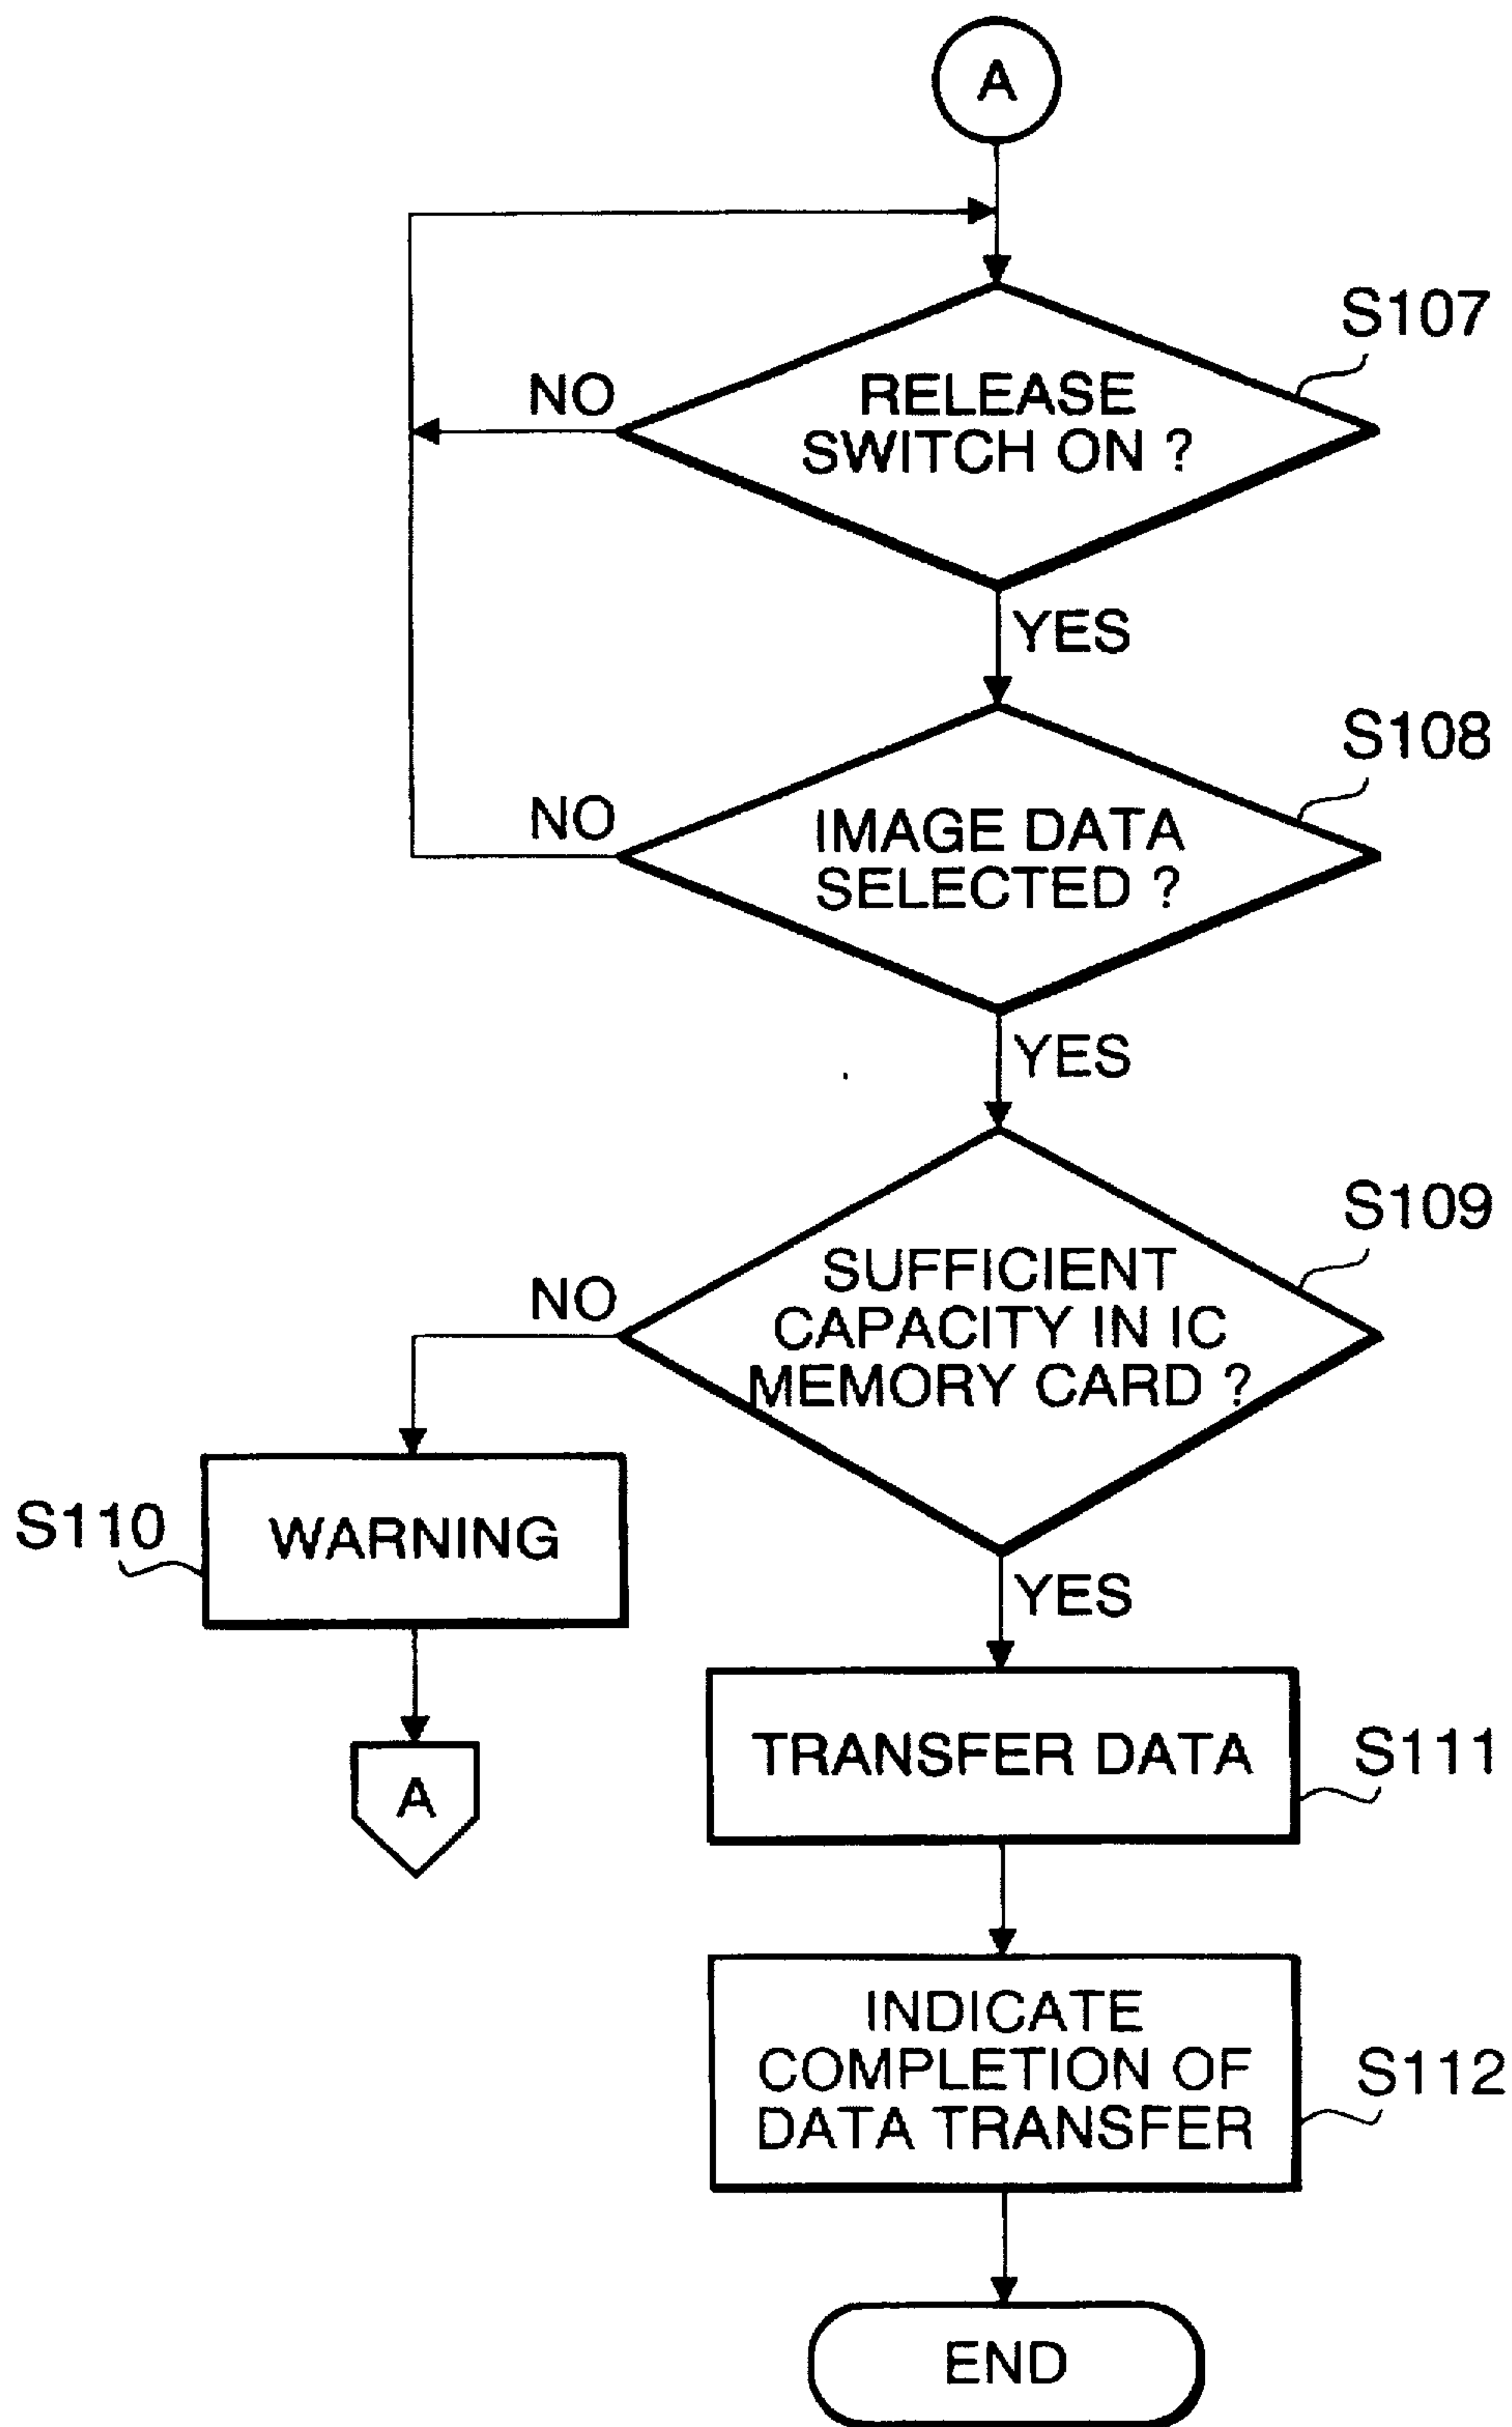 A
S107
NO
RELEASE
SWITCH ON ?
YES
S108
NO
IMAGE DATA
SELECTED ?
YES
S109
NO
SUFFICIENT
CAPACITY IN IC
MEMORY CARD ?
S110
WARNING
YES
A
TRANSFER DATA
S111
INDICATE
COMPLETION OF
DATA TRANSFER
S112
END